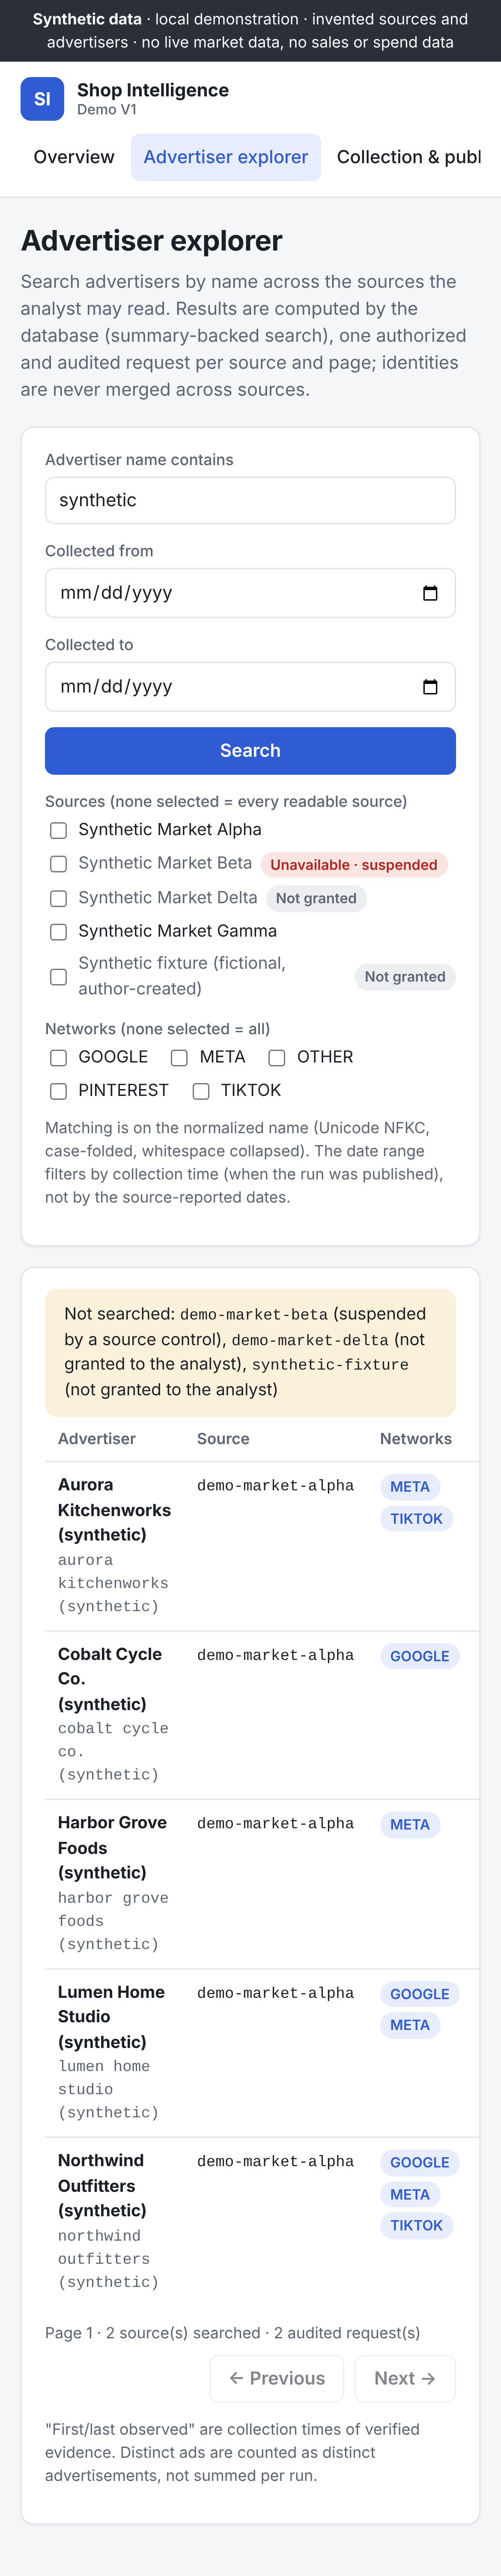 Synthetic data · local demonstration · invented sources and
advertisers · no live market data, no sales or spend data
SI
Shop Intelligence
Demo V1
Overview
Advertiser explorer
Collection & publ
Advertiser explorer
Search advertisers by name across the sources the
analyst may read. Results are computed by the
database (summary-backed search), one authorized
and audited request per source and page; identities
are never merged across sources.
Advertiser name contains
synthetic
Collected from
mm/dd/yyyy
Collected to
mm/dd/yyyy
Search
Sources (none selected = every readable source)
Synthetic Market Alpha
Synthetic Market Beta Unavailable · suspended
Synthetic Market Delta Not granted
Synthetic Market Gamma
Synthetic fixture (fictional,
author-created)
Not granted
Networks (none selected = all)
GOOGLE META OTHER
PINTEREST TIKTOK
Matching is on the normalized name (Unicode NFKC,
case-folded, whitespace collapsed). The date range
filters by collection time (when the run was published),
not by the source-reported dates.
Not searched: demo-market-beta (suspended
by a source control), demo-market-delta (not
granted to the analyst), synthetic-fixture
(not granted to the analyst)
Advertiser Source Networks
Aurora
Kitchenworks
(synthetic)
aurora
kitchenworks
(synthetic)
demo-market-alpha
META
TIKTOK
Cobalt Cycle
Co.
(synthetic)
cobalt cycle
co.
(synthetic)
demo-market-alpha
GOOGLE
Harbor Grove
Foods
(synthetic)
harbor grove
foods
(synthetic)
demo-market-alpha
META
Lumen Home
Studio
(synthetic)
lumen home
studio
(synthetic)
demo-market-alpha
GOOGLE
META
Northwind
Outfitters
(synthetic)
northwind
outfitters
(synthetic)
demo-market-alpha
GOOGLE
META
TIKTOK
Page 1 · 2 source(s) searched · 2 audited request(s)
← Previous
Next →
"First/last observed" are collection times of verified
evidence. Distinct ads are counted as distinct
advertisements, not summed per run.